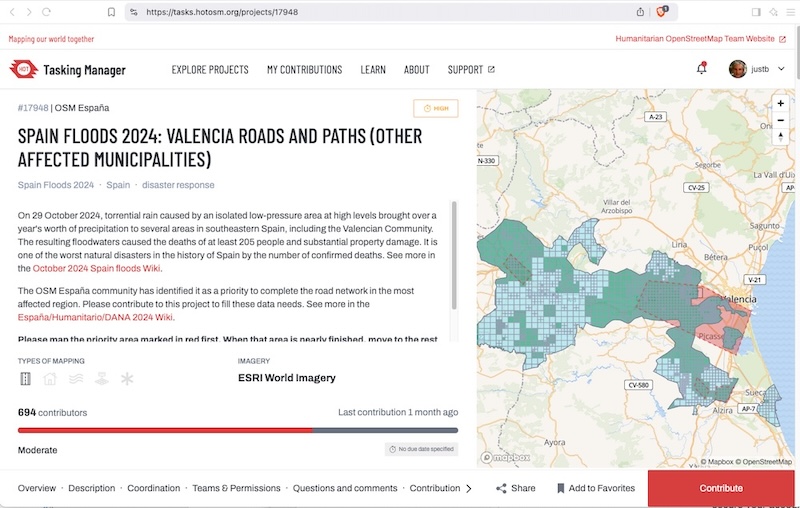 https://tasks.hotosm.org/projects/17948
Mapping our world together
Humanitarian OpenStreetMap Team Website
HOT
Tasking Manager
EXPLORE PROJECTS
MY CONTRIBUTIONS
LEARN
ABOUT
SUPPORT
justb
#17948 | OSM España
HIGH
SPAIN FLOODS 2024: VALENCIA ROADS AND PATHS (OTHER
AFFECTED MUNICIPALITIES)
Spain Floods 2024 · Spain · disaster response
On 29 October 2024, torrential rain caused by an isolated low-pressure area at high levels brought over a
year's worth of precipitation to several areas in southeastern Spain, including the Valencian Community.
The resulting floodwaters caused the deaths of at least 205 people and substantial property damage. It is
one of the worst natural disasters in the history of Spain by the number of confirmed deaths. See more in
the October 2024 Spain floods Wiki.
The OSM España community has identified it as a priority to complete the road network in the most
affected region. Please contribute to this project to fill these data needs. See more in the
España/Humanitario/DANA 2024 Wiki.
Please map the priority area marked in red first. When that area is nearly finished, move to the rest
TYPES OF MAPPING
IMAGERY
ESRI World Imagery
694 contributors
Last contribution 1 month ago
Moderate
No due date specified
A-23
Oni
N-330
Segorbe
CV-25
La Vall d'Uix
AP-
Villar del
Arzobispo
Sagunto
Llíria
Bétera
Puçol
V-21
Valencia
Picasse
CV-580
Sueca
AP-7
Alzira
Ayora
mapbox
© Mapbox © OpenStreetMap
Overview · Description · Coordination · Teams & Permissions · Questions and comments · Contribution
Share
Add to Favorites
Contribute